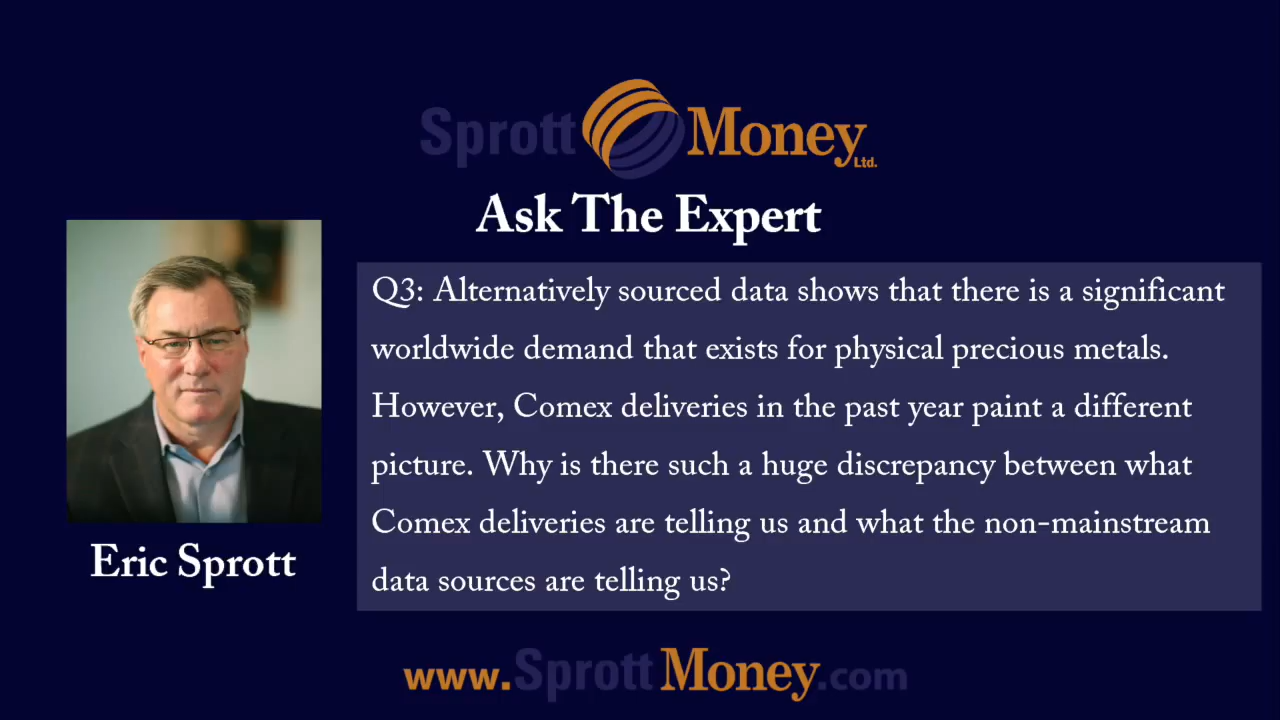 Sprott Money Ltd.
Ask The Expert
Q3: Alternatively sourced data shows that there is a significant
worldwide demand that exists for physical precious metals.
However, Comex deliveries in the past year paint a different
picture. Why is there such a huge discrepancy between what
Comex deliveries are telling us and what the non-mainstream
data sources are telling us?
Eric Sprott
www.SprottMoney.com